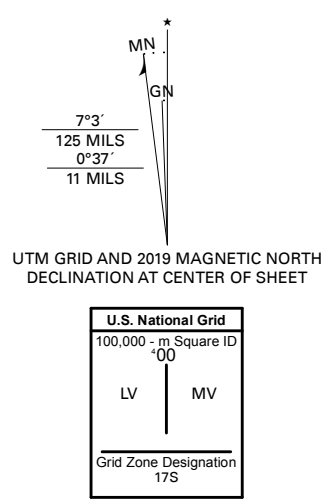 ★
MN
GN
7°3´
125 MILS
0°37´
11 MILS
UTM GRID AND 2019 MAGNETIC NORTH
DECLINATION AT CENTER OF SHEET
U.S. National Grid
100,000 - m Square ID
⁴00
LV MV
Grid Zone Designation
17S